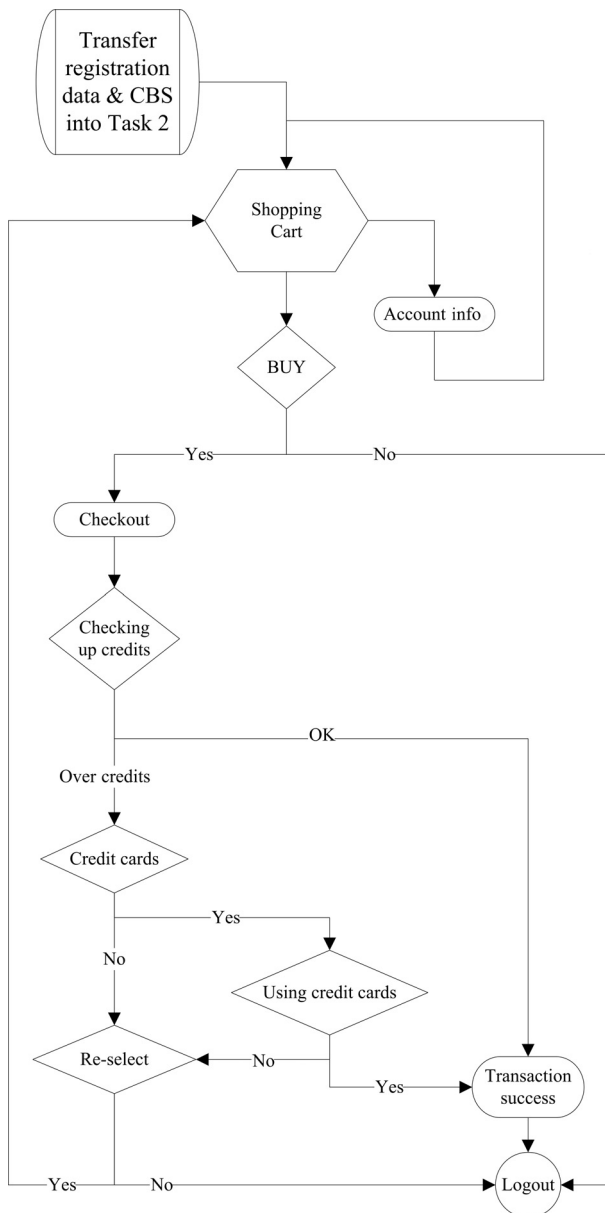 Transfer
registration
data & CBS
into Task 2
Shopping
Cart
Account info
BUY
Yes
No
Checkout
Checking
up credits
OK
Over credits
Credit cards
Yes
No
Using credit cards
Re-select
No
Yes
Transaction
success
Yes
No
Logout